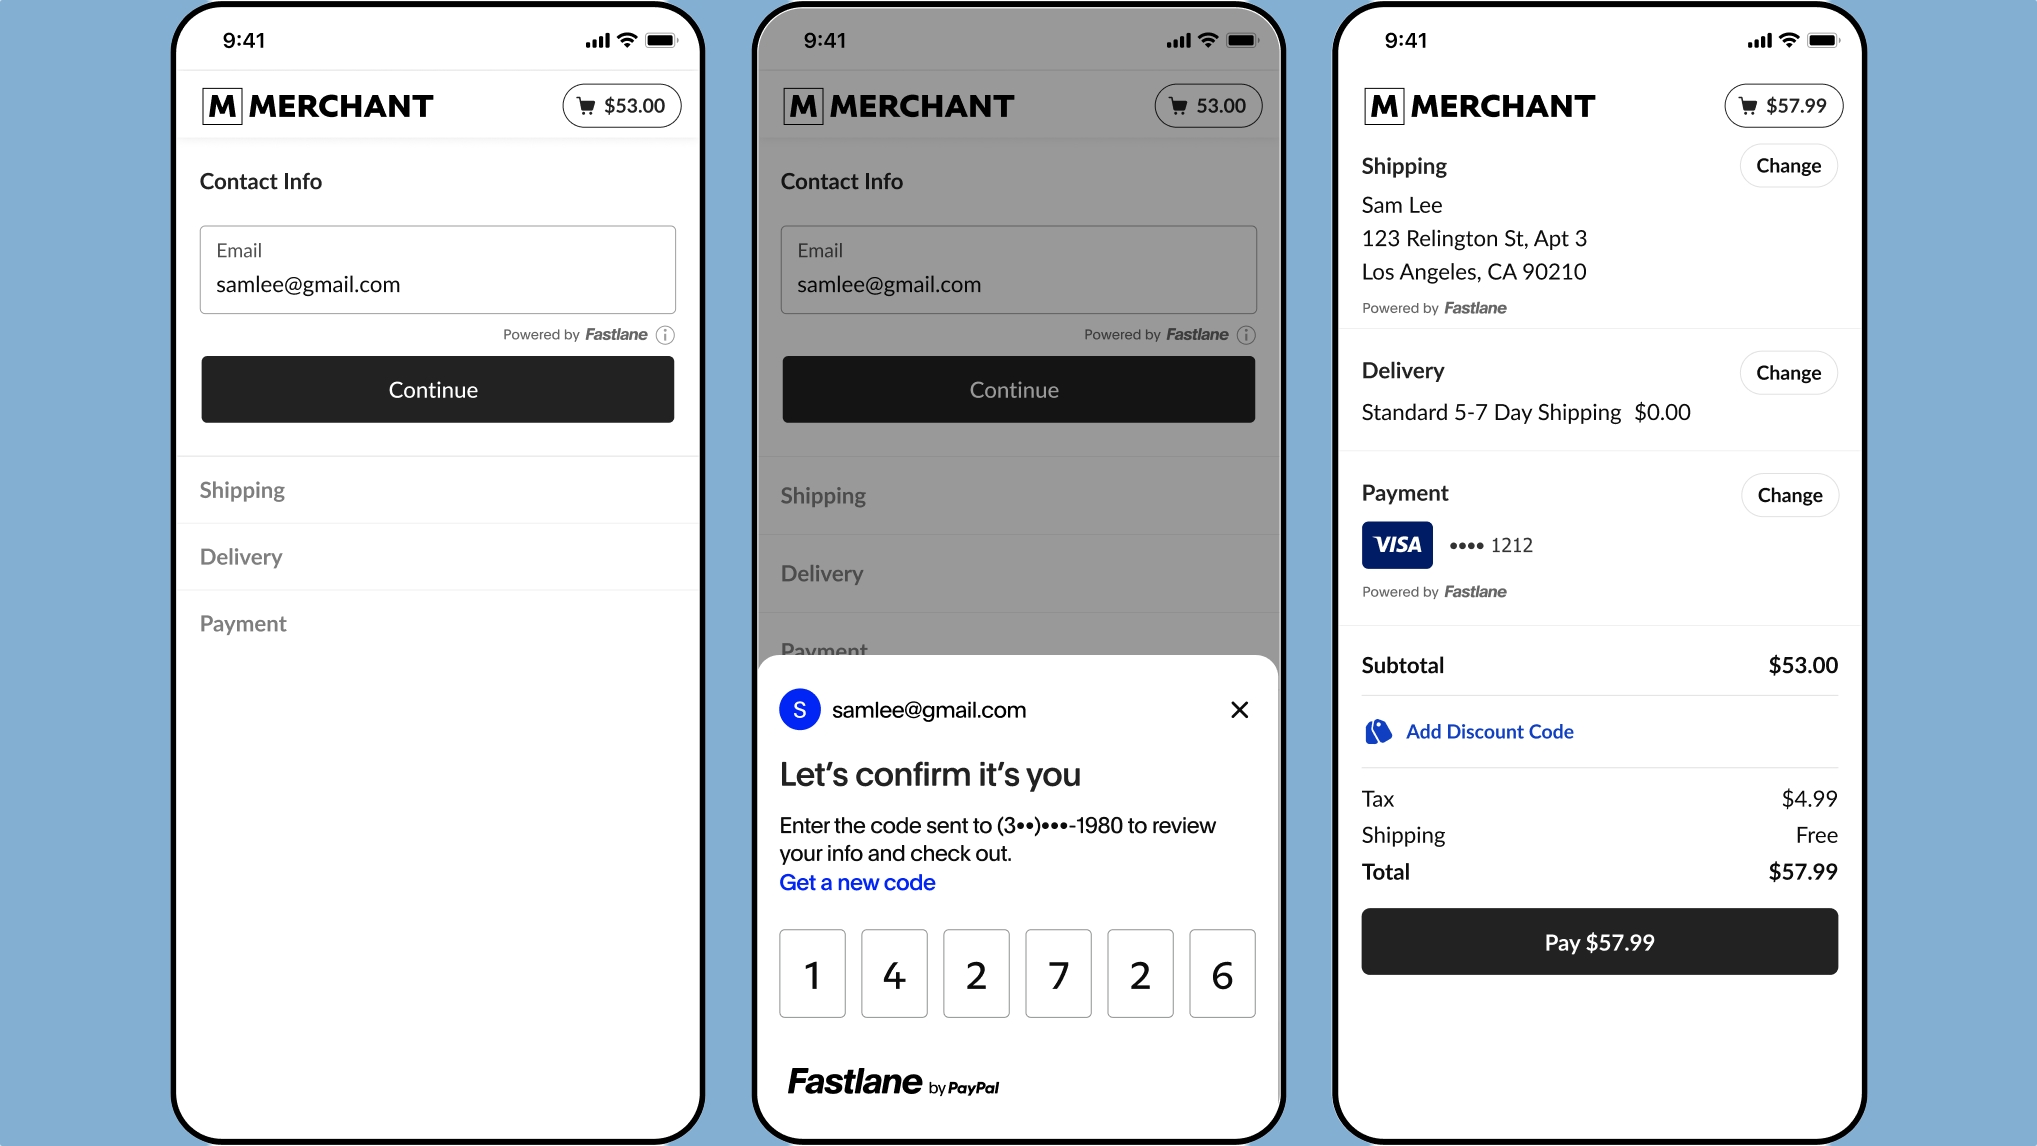 9:41
M MERCHANT
$53.00
Contact Info
Email
samlee@gmail.com
Powered by Fastlane
Continue
Shipping
Delivery
Payment
9:41
M MERCHANT
53.00
Contact Info
Email
samlee@gmail.com
Powered by Fastlane
Continue
Shipping
Delivery
Payment
S samlee@gmail.com
Let's confirm it's you
Enter the code sent to (3••)•••-1980 to review
your info and check out.
Get a new code
1 4 2 7 2 6
Fastlane by PayPal
9:41
M MERCHANT
$57.99
Shipping Change
Sam Lee
123 Relington St, Apt 3
Los Angeles, CA 90210
Powered by Fastlane
Delivery Change
Standard 5-7 Day Shipping $0.00
Payment Change
VISA •••• 1212
Powered by Fastlane
Subtotal $53.00
Add Discount Code
Tax $4.99
Shipping Free
Total $57.99
Pay $57.99